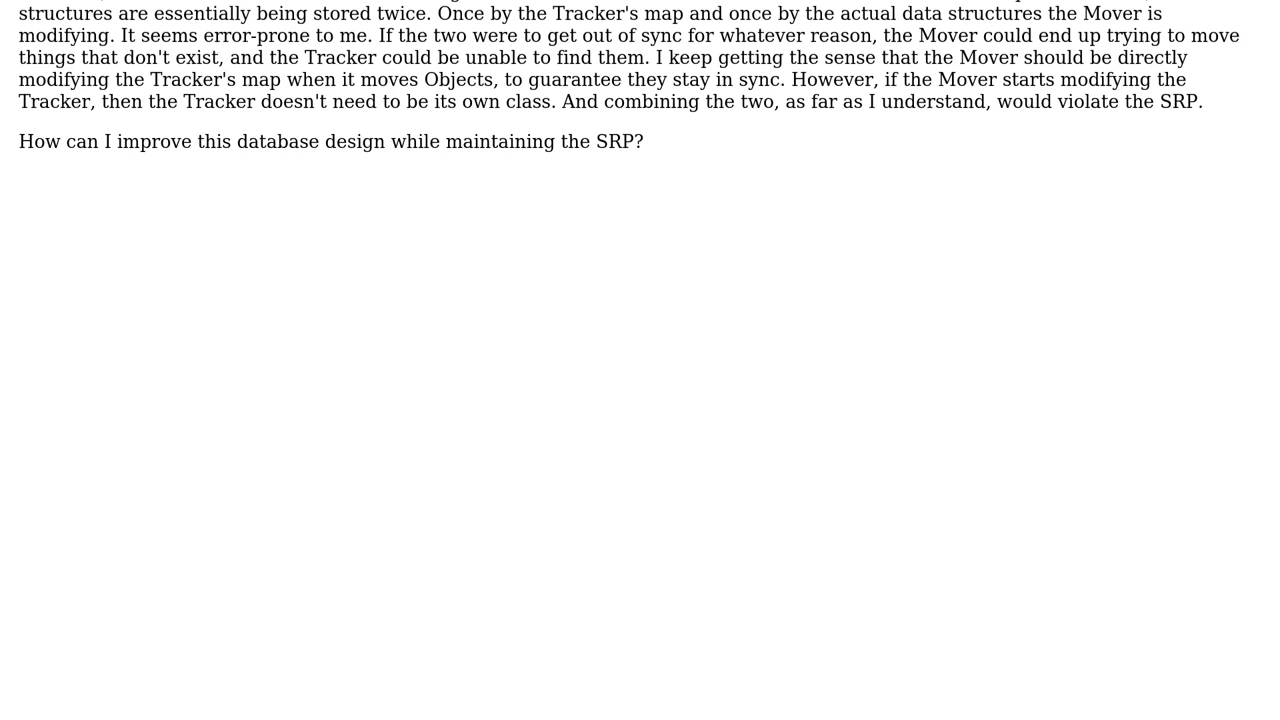 structures are essentially being stored twice. Once by the Tracker's map and once by the actual data structures the Mover is
modifying. It seems error-prone to me. If the two were to get out of sync for whatever reason, the Mover could end up trying to move
things that don't exist, and the Tracker could be unable to find them. I keep getting the sense that the Mover should be directly
modifying the Tracker's map when it moves Objects, to guarantee they stay in sync. However, if the Mover starts modifying the
Tracker, then the Tracker doesn't need to be its own class. And combining the two, as far as I understand, would violate the SRP.
How can I improve this database design while maintaining the SRP?